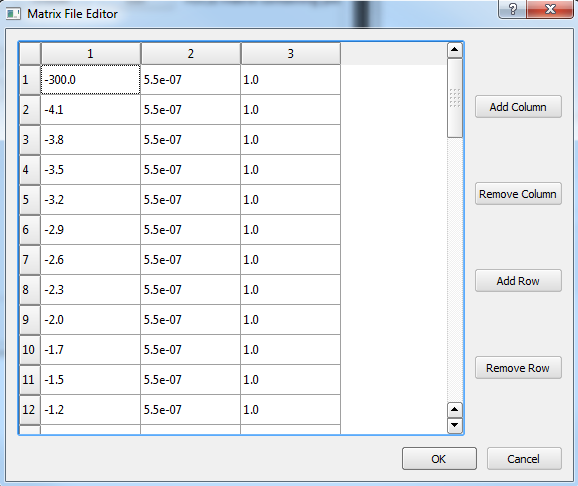 Matrix File Editor
1 2 3
1 -300.0 5.5e-07 1.0
2 -4.1 5.5e-07 1.0
3 -3.8 5.5e-07 1.0
4 -3.5 5.5e-07 1.0
5 -3.2 5.5e-07 1.0
6 -2.9 5.5e-07 1.0
7 -2.6 5.5e-07 1.0
8 -2.3 5.5e-07 1.0
9 -2.0 5.5e-07 1.0
10 -1.7 5.5e-07 1.0
11 -1.5 5.5e-07 1.0
12 -1.2 5.5e-07 1.0
Add Column
Remove Column
Add Row
Remove Row
OK Cancel